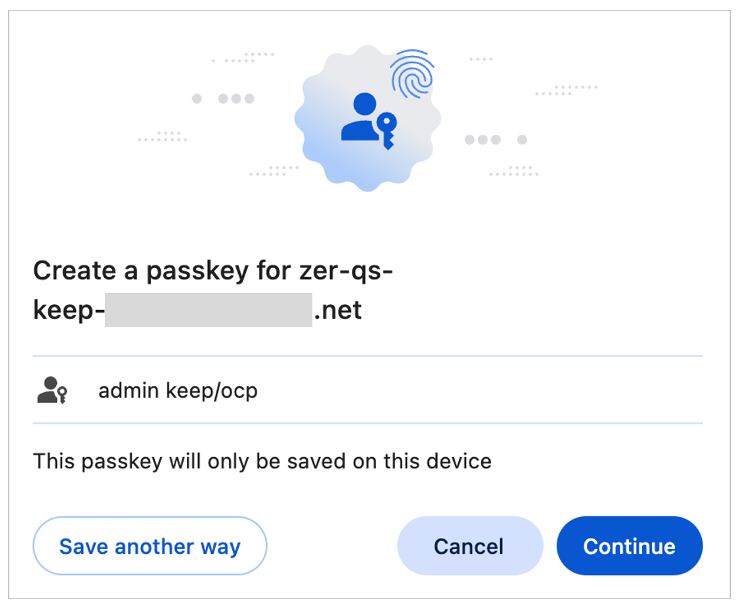 Create a passkey for zer-qs-
keep-.net
admin keep/ocp
This passkey will only be saved on this device
Save another way
Cancel
Continue